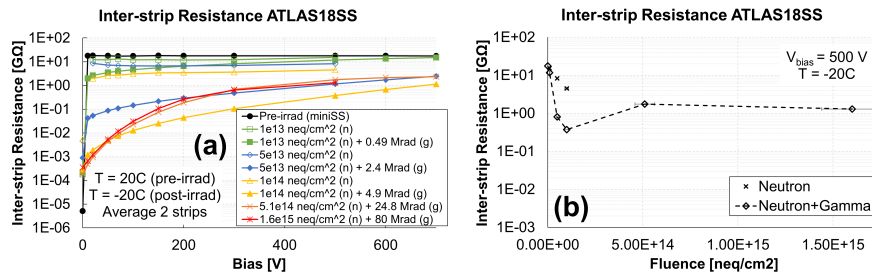 Inter-strip Resistance ATLAS18SS
(a)
Inter-strip Resistance [GΩ]
1E+02
1E+01
1E+00
1E-01
1E-02
1E-03
1E-04
1E-05
1E-06
0
200
400
600
Bias [V]
T = 20C (pre-irrad)
T = -20C (post-irrad)
Average 2 strips
Pre-irrad (miniSS)
1e13 neq/cm^2 (n)
1e13 neq/cm^2 (n) + 0.49 Mrad (g)
5e13 neq/cm^2 (n)
5e13 neq/cm^2 (n) + 2.4 Mrad (g)
1e14 neq/cm^2 (n)
1e14 neq/cm^2 (n) + 4.9 Mrad (g)
5.1e14 neq/cm^2 (n) + 24.8 Mrad (g)
1.6e15 neq/cm^2 (n) + 80 Mrad (g)
Inter-strip Resistance ATLAS18SS
(b)
Inter-strip Resistance [GΩ]
1E+02
1E+01
1E+00
1E-01
1E-02
1E-03
Vbias = 500 V
T = -20C
Neutron
Neutron+Gamma
0.00E+00
5.00E+14
1.00E+15
1.50E+15
Fluence [neq/cm2]